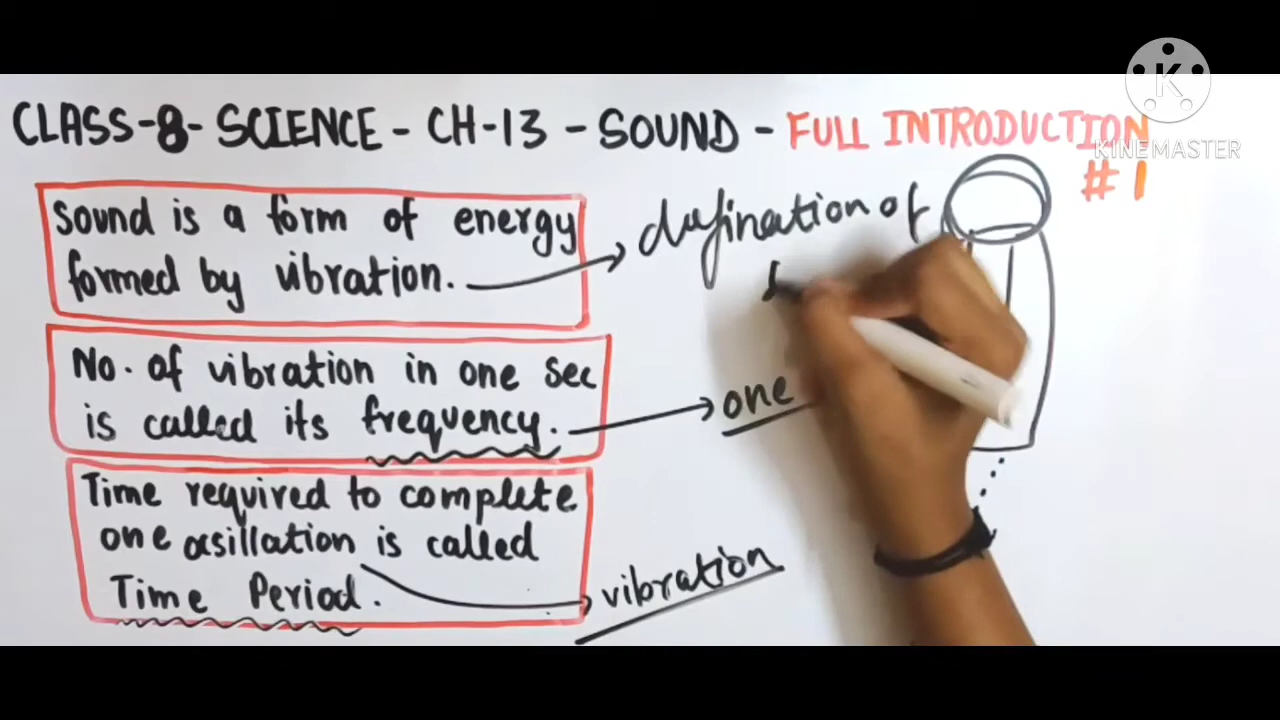 CLASS-8-SCIENCE-CH-13-SOUND-FULL INTRODUCTION
#1
K
KINEMASTER
Sound is a form of energy
formed by vibration.
defination of
No. of vibration in one sec
is called its frequency.
one
Time required to complete
one osillation is called
Time Period.
vibration